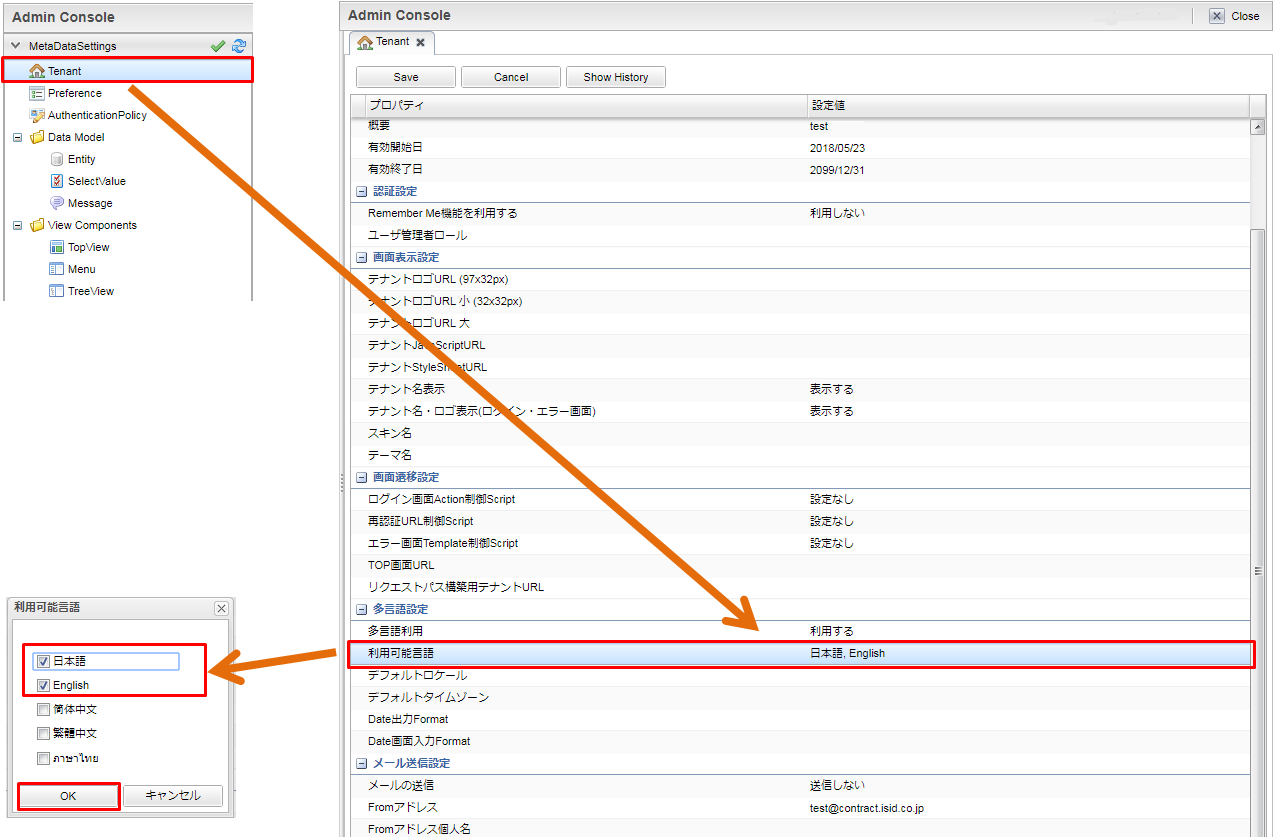 Admin Console
MetaDataSettings
Tenant
Preference
AuthenticationPolicy
Data Model
Entity
SelectValue
Message
View Components
TopView
Menu
TreeView
Admin Console
Close
Tenant
Save Cancel Show History
プロパティ 設定値
概要 test
有効開始日 2018/05/23
有効終了日 2099/12/31
認証設定
Remember Me機能を利用する 利用しない
ユーザ管理者ロール
画面表示設定
テナントロゴURL (97x32px)
テナントロゴURL 小 (32x32px)
テナントロゴURL 大
テナントJavaScriptURL
テナントStyleSheetURL
テナント名表示 表示する
テナント名・ロゴ表示(ログイン・エラー画面) 表示する
スキン名
テーマ名
画面遷移設定
ログイン画面Action制御Script 設定なし
再認証URL制御Script 設定なし
エラー画面Template制御Script 設定なし
TOP画面URL
リクエストパス構築用テナントURL
多言語設定
多言語利用 利用する
利用可能言語 日本語, English
デフォルトロケール
デフォルトタイムゾーン
Date出力Format
Date画面入力Format
メール送信設定
メールの送信 送信しない
Fromアドレス test@contract.isid.co.jp
Fromアドレス個人名
利用可能言語
日本語
English
简体中文
繁體中文
ภาษาไทย
OK キャンセル